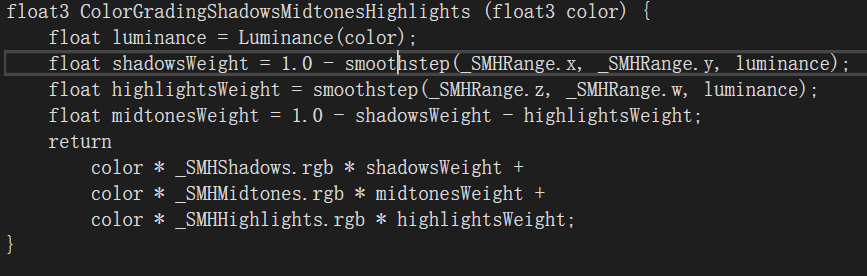 float3 ColorGradingShadowsMidtonesHighlights (float3 color) {
    float luminance = Luminance(color);
    float shadowsWeight = 1.0 - smoothstep(_SMHRange.x, _SMHRange.y, luminance);
    float highlightsWeight = smoothstep(_SMHRange.z, _SMHRange.w, luminance);
    float midtonesWeight = 1.0 - shadowsWeight - highlightsWeight;
    return
        color * _SMHShadows.rgb * shadowsWeight +
        color * _SMHMidtones.rgb * midtonesWeight +
        color * _SMHHighlights.rgb * highlightsWeight;
}